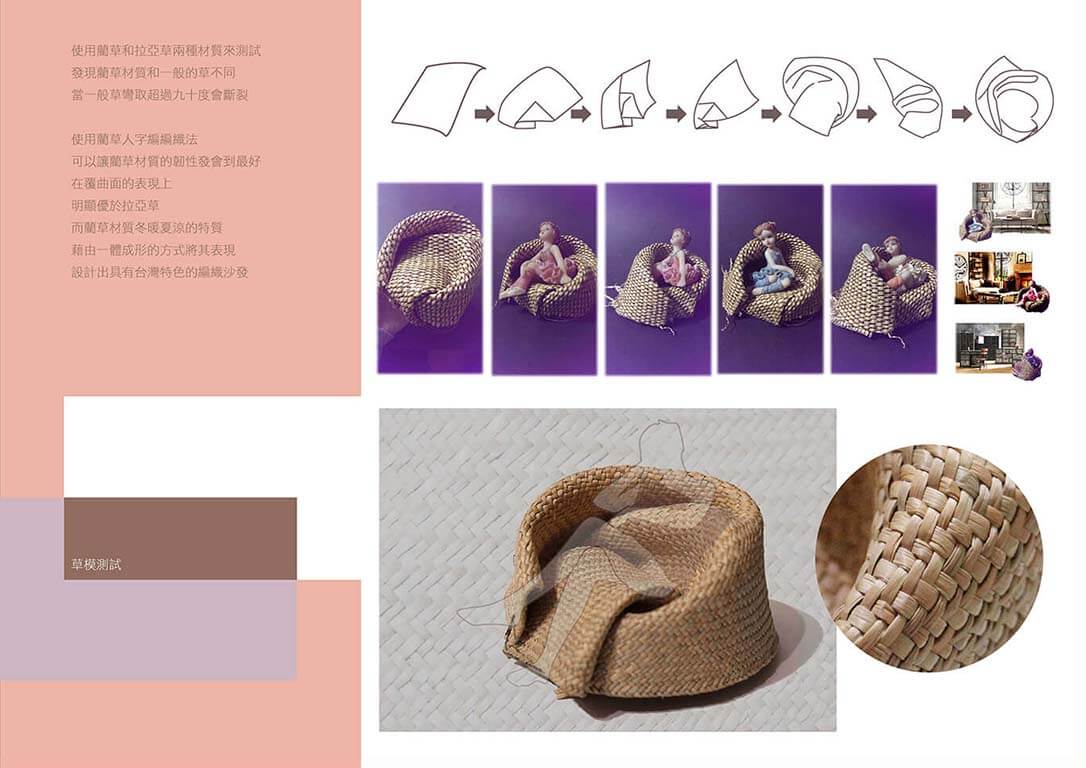 使用藺草和拉亞草兩種材質來測試
發現藺草材質和一般的草不同
當一般草彎取超過九十度會斷裂
使用藺草人字編編織法
可以讓藺草材質的韌性發會到最好
在覆曲面的表現上
明顯優於拉亞草
而藺草材質冬暖夏涼的特質
藉由一體成形的方式將其表現
設計出具有台灣特色的編織沙發
草模測試